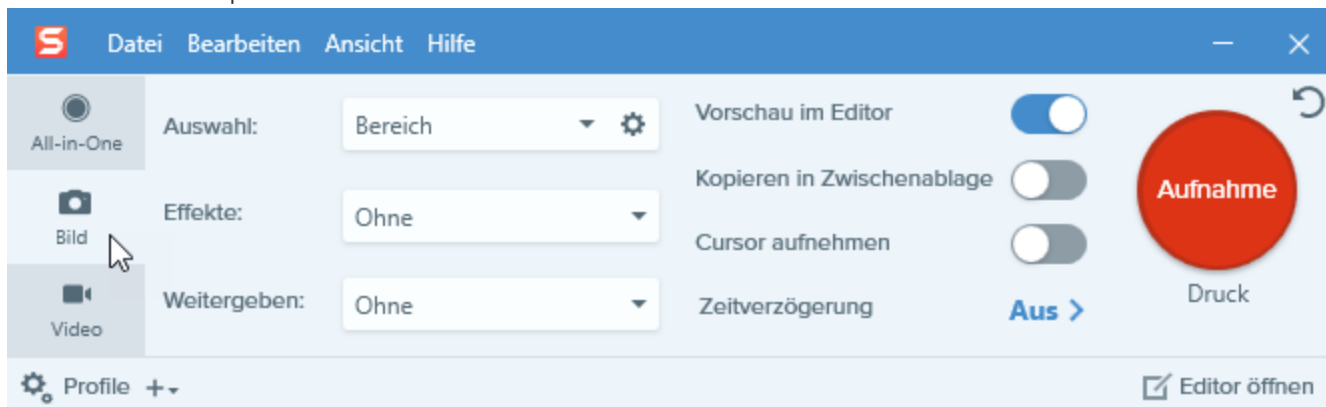 S Datei Bearbeiten Ansicht Hilfe
All-in-One
Bild
Video
Auswahl: Bereich
Effekte: Ohne
Weitergeben: Ohne
Vorschau im Editor
Kopieren in Zwischenablage
Cursor aufnehmen
Zeitverzögerung Aus >
Aufnahme
Druck
Profile +
Editor öffnen